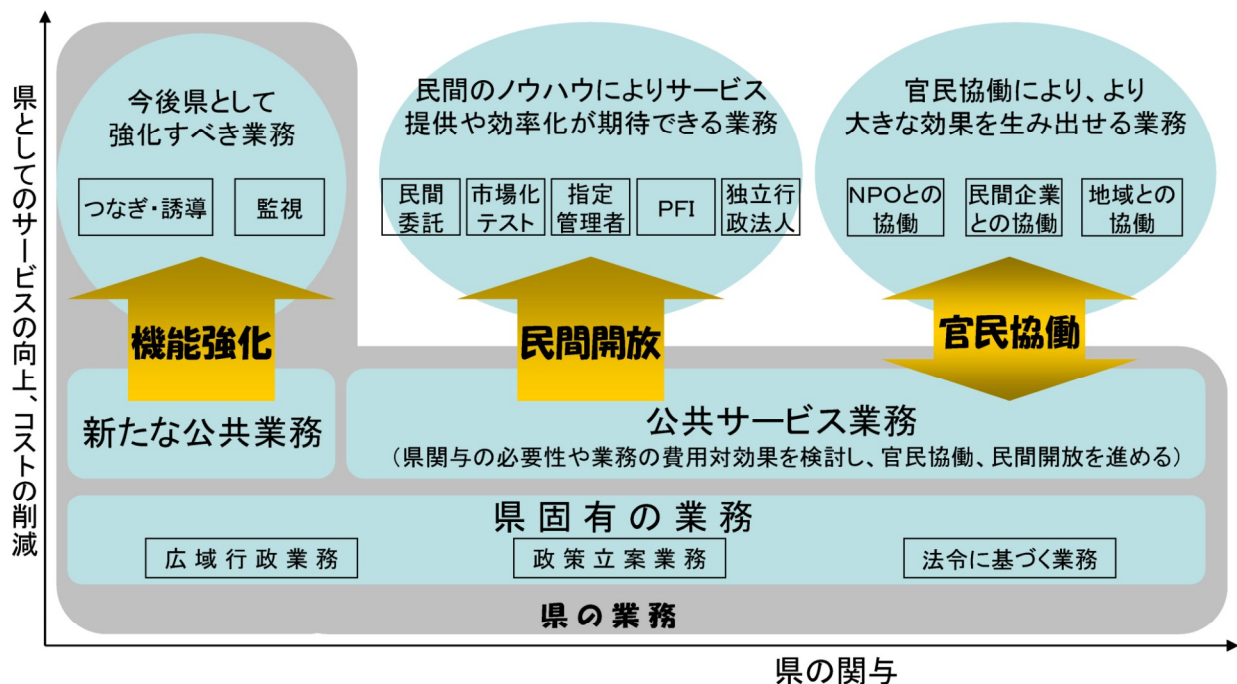 県としてのサービスの向上、コストの削減
今後県として
強化すべき業務
つなぎ・誘導
監視
機能強化
新たな公共業務
民間のノウハウによりサービス
提供や効率化が期待できる業務
民間
委託
市場化
テスト
指定
管理者
PFI
独立行
政法人
民間開放
官民協働により、より
大きな効果を生み出せる業務
NPOとの
協働
民間企業
との協働
地域との
協働
官民協働
公共サービス業務
（県関与の必要性や業務の費用対効果を検討し、官民協働、民間開放を進める）
県固有の業務
広域行政業務
政策立案業務
法令に基づく業務
県の業務
県の関与